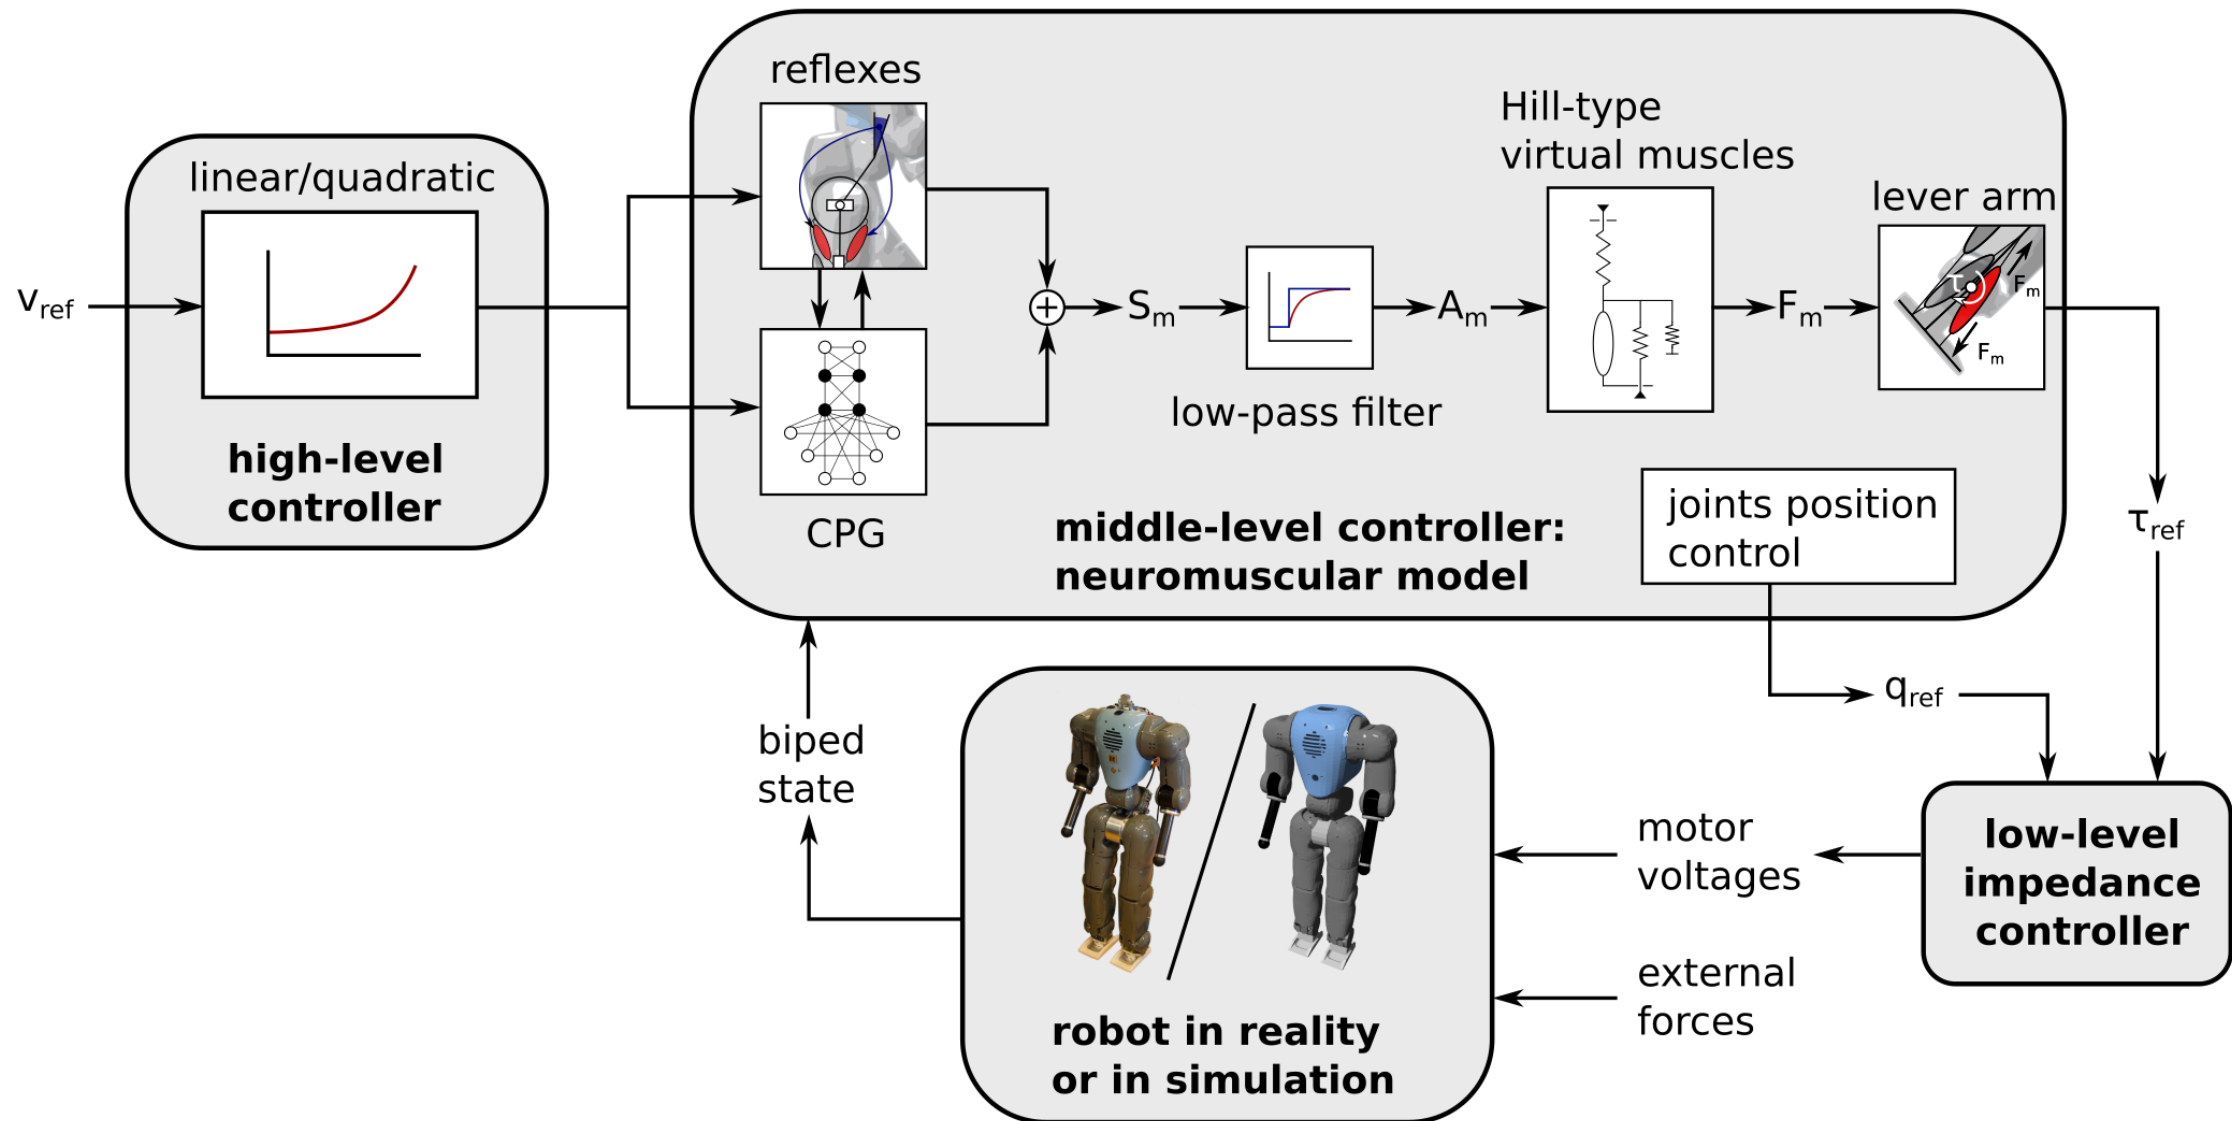 v_ref
linear/quadratic
high-level
controller
reflexes
CPG
+
S_m
low-pass filter
A_m
Hill-type
virtual muscles
F_m
lever arm
τ
F_m
F_m
middle-level controller:
neuromuscular model
joints position
control
τ_ref
q_ref
biped
state
robot in reality
or in simulation
motor
voltages
external
forces
low-level
impedance
controller